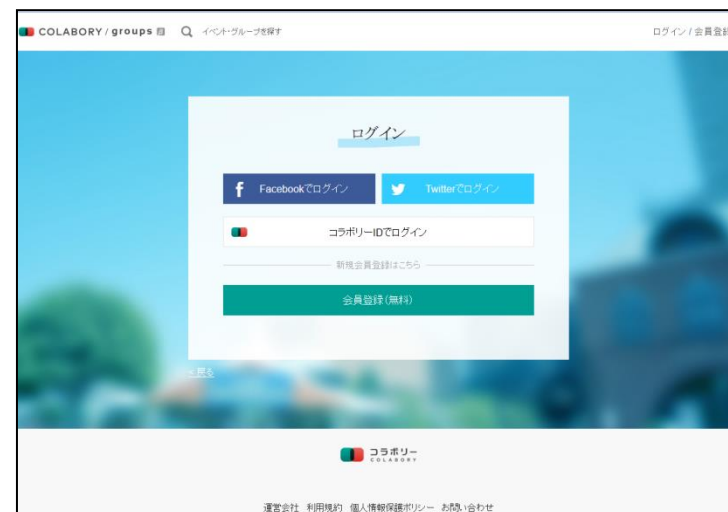 COLABORY / groups β イベント・グループを探す ログイン / 会員登録
ログイン
Facebookでログイン Twitterでログイン
コラボリーIDでログイン
新規会員登録はこちら
会員登録(無料)
< 戻る
コラボリー
COLABORY
運営会社 利用規約 個人情報保護ポリシー お問い合わせ